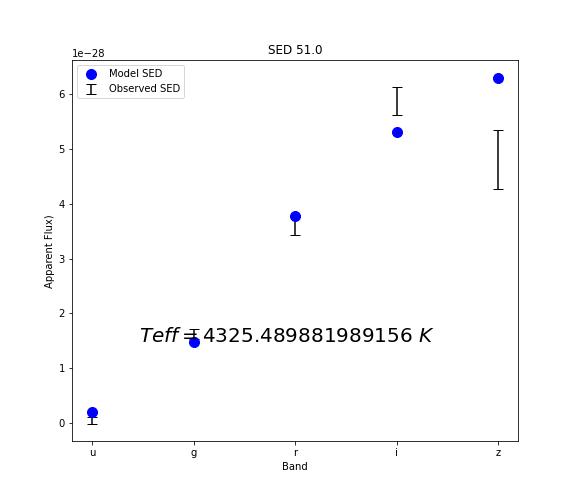 SED 51.0
1e−28
Model SED
Observed SED
6
5
4
3
2
1
0
Apparent Flux)
Teff = 4325.489881989156 K
u g r i z
Band